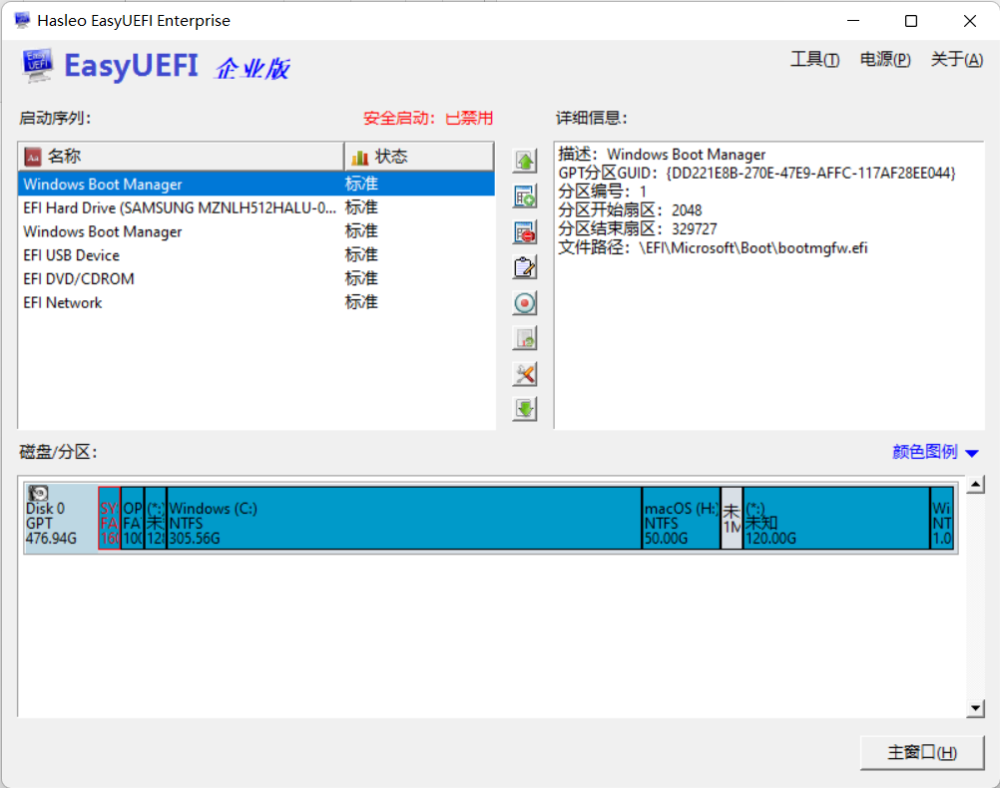 Hasleo EasyUEFI Enterprise
EasyUEFI 企业版
工具(T) 电源(P) 关于(A)
启动序列: 安全启动: 已禁用
名称 状态
Windows Boot Manager 标准
EFI Hard Drive (SAMSUNG MZNLH512HALU-0... 标准
Windows Boot Manager 标准
EFI USB Device 标准
EFI DVD/CDROM 标准
EFI Network 标准
详细信息:
描述: Windows Boot Manager
GPT分区GUID: {DD221E8B-270E-47E9-AFFC-117AF28EE044}
分区编号: 1
分区开始扇区: 2048
分区结束扇区: 329727
文件路径: \EFI\Microsoft\Boot\bootmgfw.efi
磁盘/分区: 颜色图例
Disk 0
GPT
476.94G
SY
FA
160
OP
FA
100
(*:)
未
128
Windows (C:)
NTFS
305.56G
macOS (H:)
NTFS
50.00G
未
1M
(*:)
未知
120.00G
Wi
NT
1.0
主窗口(H)